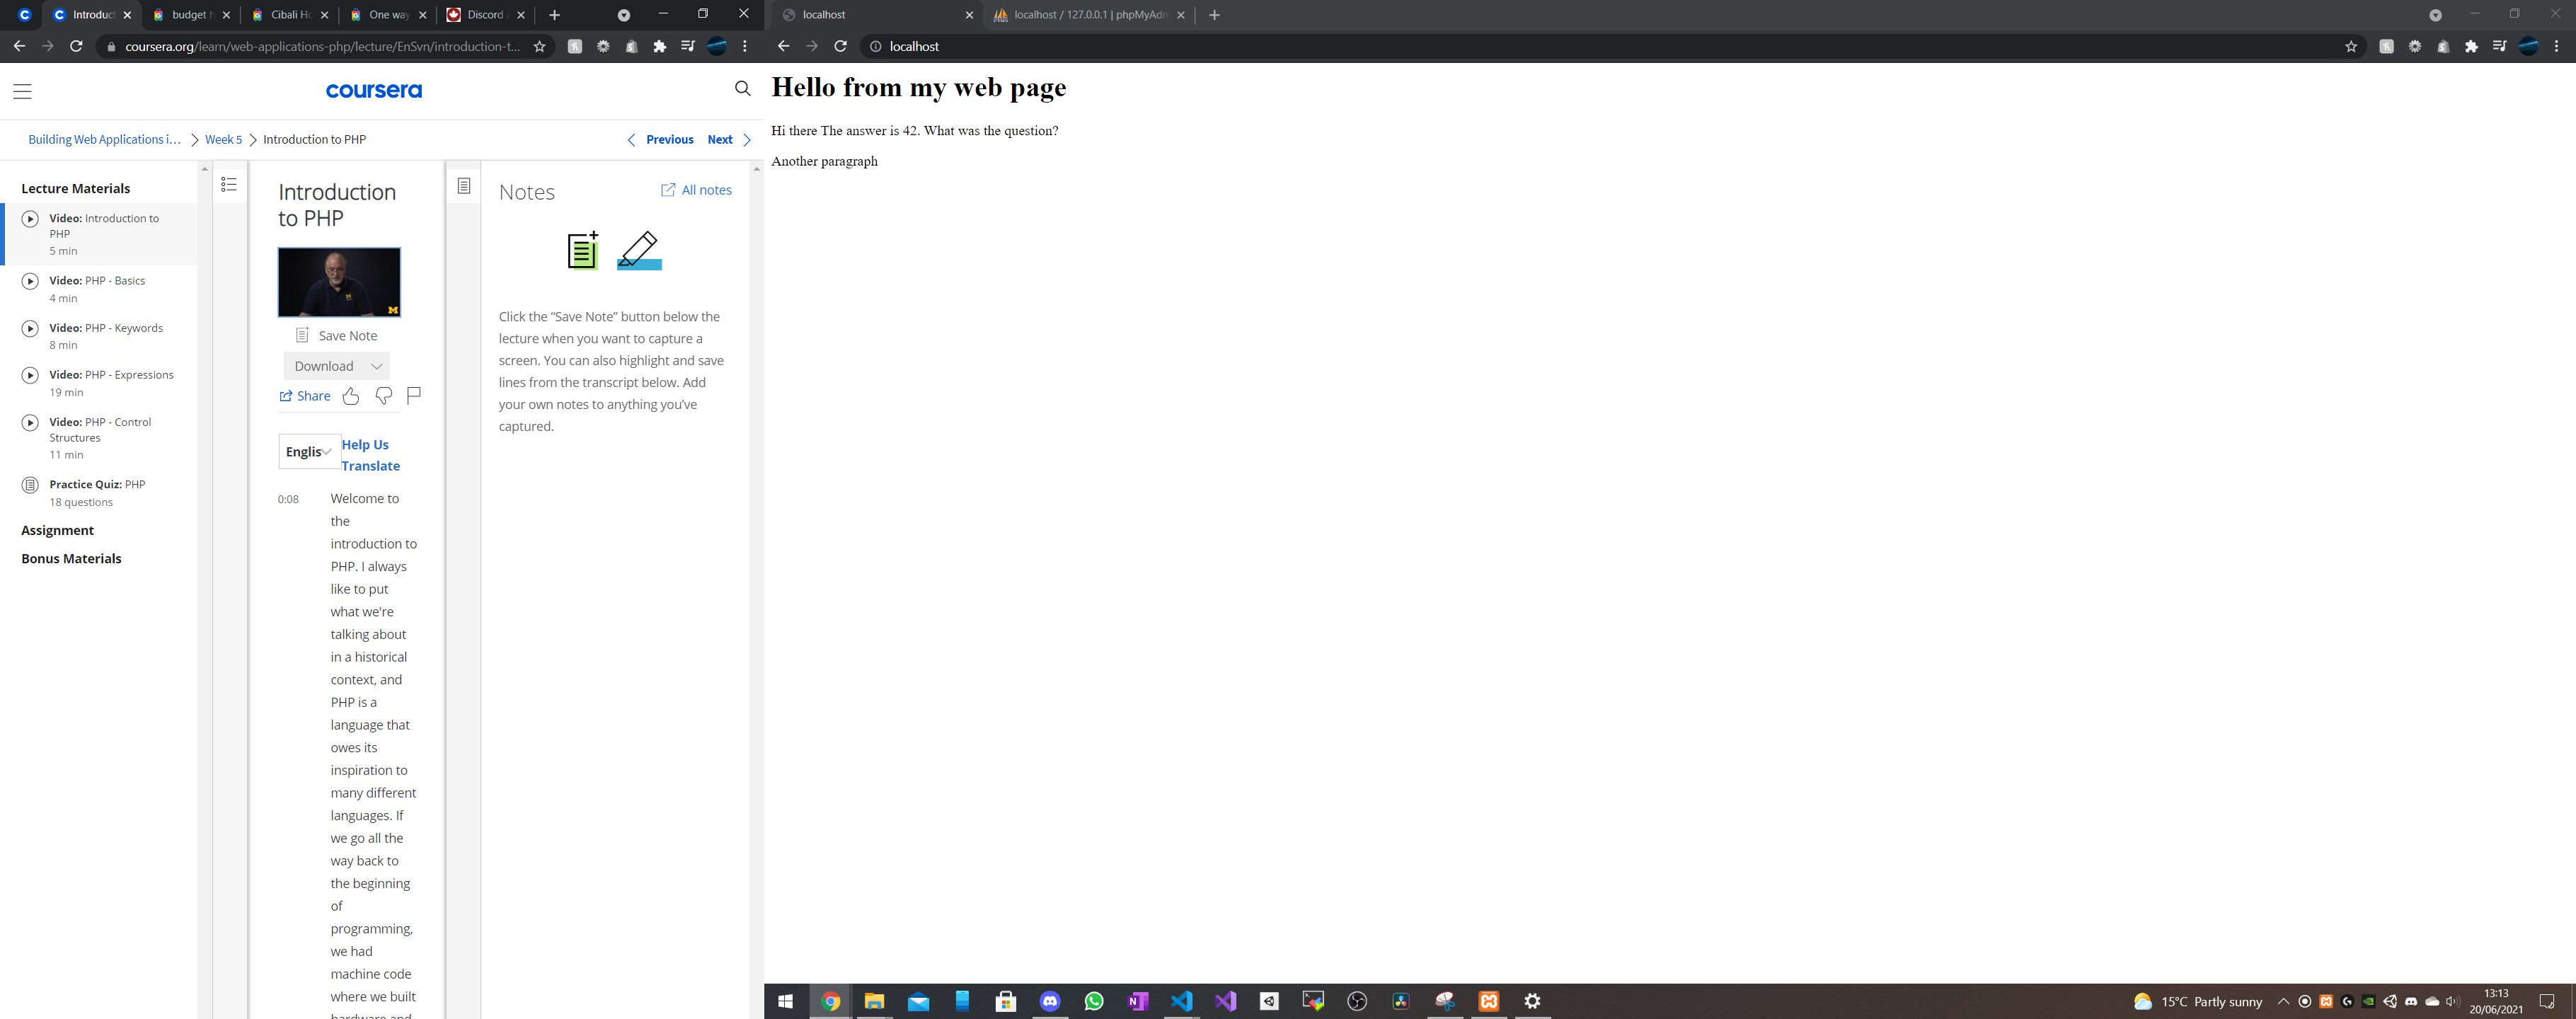 Introduct
budget h
Cibali Ho
One way
Discord
coursera.org/learn/web-applications-php/lecture/EnSvn/introduction-t...
coursera
Building Web Applications i... > Week 5 > Introduction to PHP
Previous Next
Lecture Materials
Video: Introduction to
PHP
5 min
Video: PHP - Basics
4 min
Video: PHP - Keywords
8 min
Video: PHP - Expressions
19 min
Video: PHP - Control
Structures
11 min
Practice Quiz: PHP
18 questions
Assignment
Bonus Materials
Introduction
to PHP
M
Save Note
Download
Share
Englis
Help Us
Translate
0:08
Welcome to
the
introduction to
PHP. I always
like to put
what we're
talking about
in a historical
context, and
PHP is a
language that
owes its
inspiration to
many different
languages. If
we go all the
way back to
the beginning
of
programming,
we had
machine code
where we built
hardware and
Notes
All notes
Click the “Save Note” button below the
lecture when you want to capture a
screen. You can also highlight and save
lines from the transcript below. Add
your own notes to anything you’ve
captured.
localhost
localhost / 127.0.0.1 | phpMyAdm
localhost
Hello from my web page
Hi there The answer is 42. What was the question?
Another paragraph
15°C Partly sunny
13:13
20/06/2021